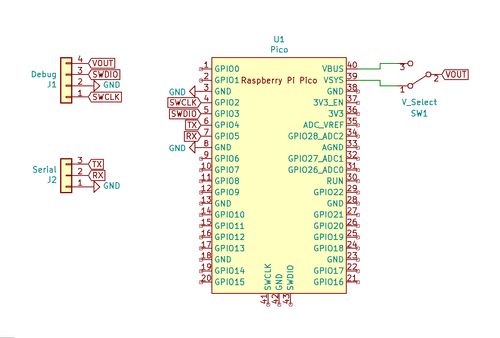 U1
Pico
Raspberry Pi Pico
Debug
J1
4 VOUT
3 SWDIO
2 GND
1 SWCLK
Serial
J2
3 TX
2 RX
1 GND
1 GPIO0
2 GPIO1
GND 3 GND
SWCLK 4 GPIO2
SWDIO 5 GPIO3
TX 6 GPIO4
RX 7 GPIO5
GND 8 GND
9 GPIO6
10 GPIO7
11 GPIO8
12 GPIO9
13 GND
14 GPIO10
15 GPIO11
16 GPIO12
17 GPIO13
18 GND
19 GPIO14
20 GPIO15
41 SWCLK
42 GND
43 SWDIO
VBUS 40
VSYS 39
GND 38
3V3_EN 37
3V3 36
ADC_VREF 35
GPIO28_ADC2 34
AGND 33
GPIO27_ADC1 32
GPIO26_ADC0 31
RUN 30
GPIO22 29
GND 28
GPIO21 27
GPIO20 26
GPIO19 25
GPIO18 24
GND 23
GPIO17 22
GPIO16 21
3
1
2 VOUT
V_Select
SW1